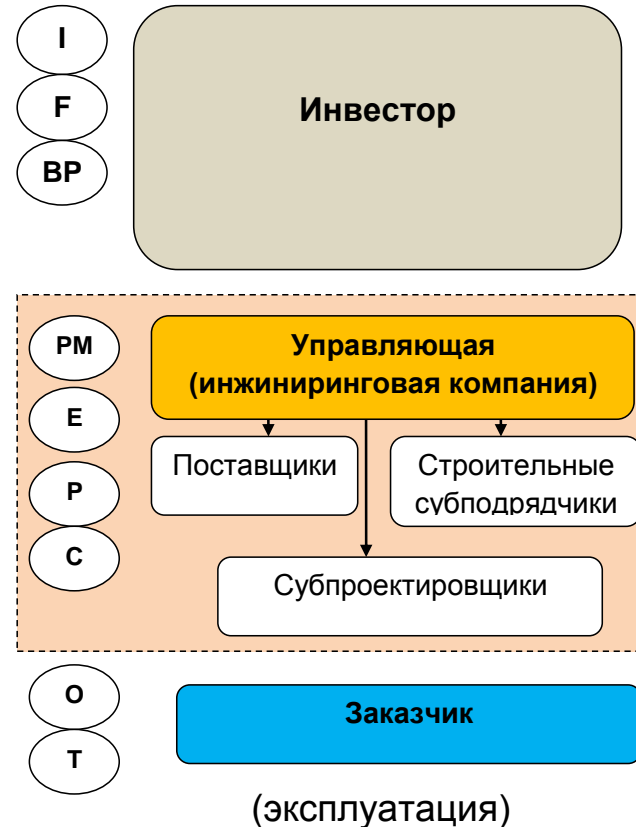 I
F
BP
Инвестор
PM
E
P
C
Управляющая
(инжиниринговая компания)
Поставщики
Строительные
субподрядчики
Субпроектировщики
O
T
Заказчик
(эксплуатация)